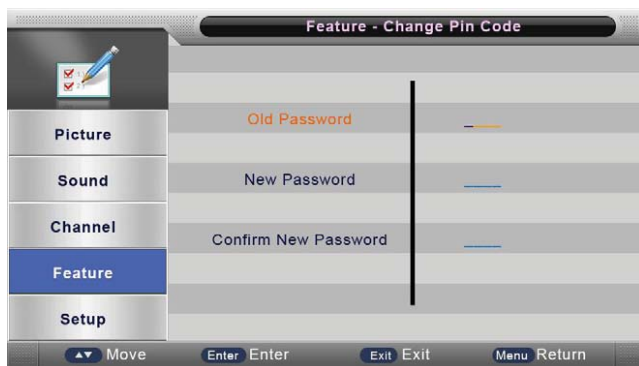 Feature - Change Pin Code
Old Password
Picture
Sound
New Password
Channel
Confirm New Password
Feature
Setup
Move Enter Enter Exit Exit Menu Return